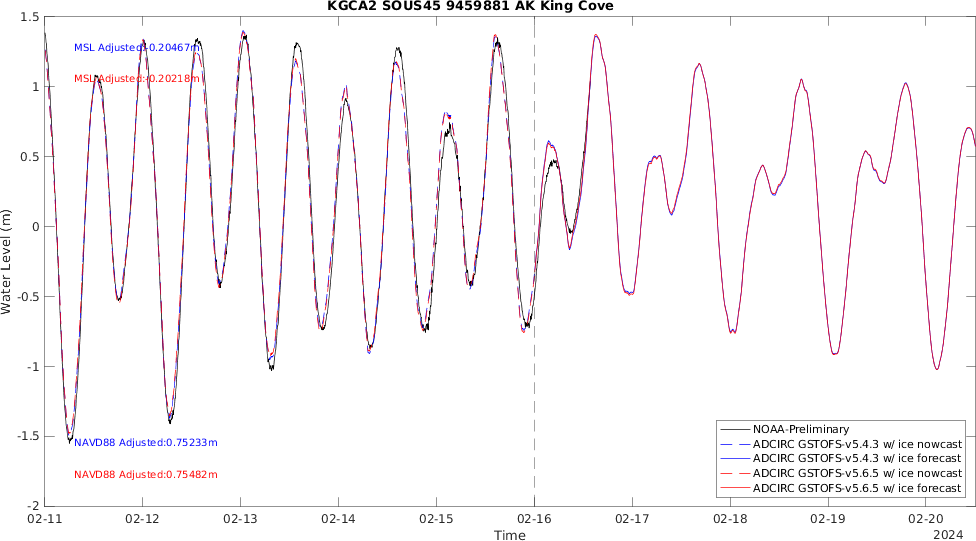 KGCA2 SOUS45 9459881 AK King Cove
Water Level (m)
1.5
1
0.5
0
-0.5
-1
-1.5
-2
MSL Adjusted:-0.20467m
MSL Adjusted:-0.20218m
NAVD88 Adjusted:0.75233m
NAVD88 Adjusted:0.75482m
NOAA-Preliminary
ADCIRC GSTOFS-v5.4.3 w/ ice nowcast
ADCIRC GSTOFS-v5.4.3 w/ ice forecast
ADCIRC GSTOFS-v5.6.5 w/ ice nowcast
ADCIRC GSTOFS-v5.6.5 w/ ice forecast
02-11 02-12 02-13 02-14 02-15 02-16 02-17 02-18 02-19 02-20
Time
2024